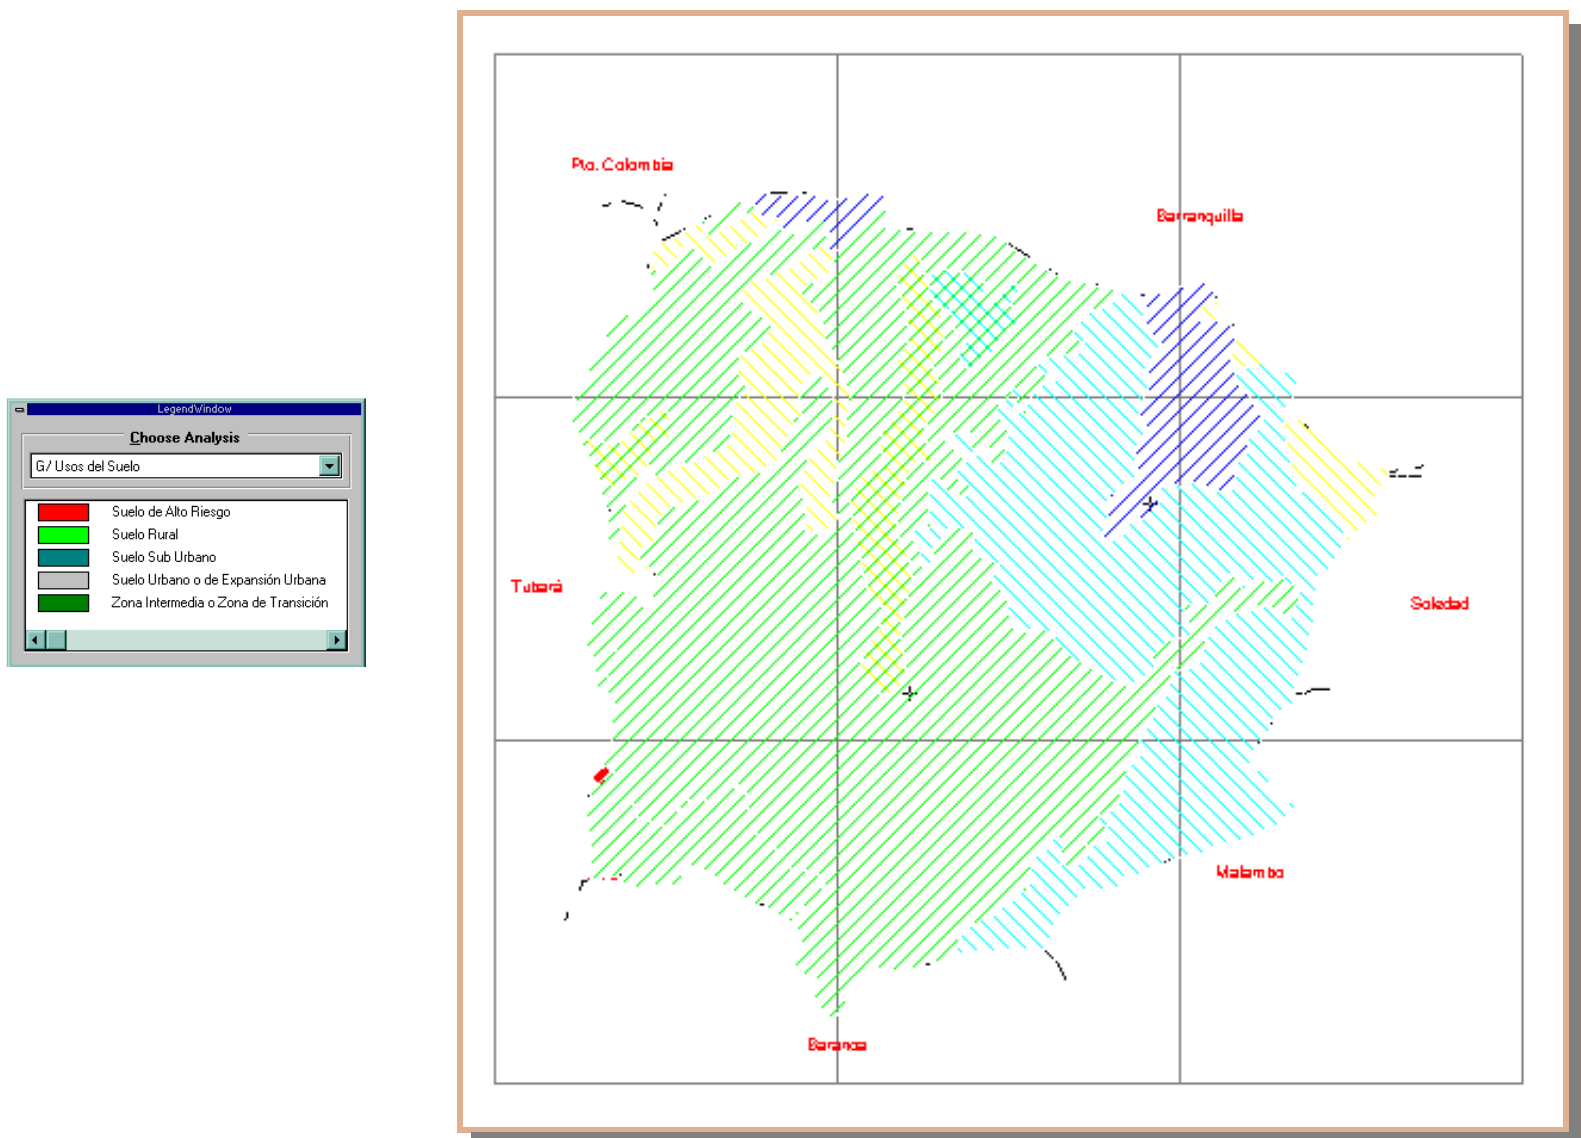 LegendWindow
Choose Analysis
G/ Usos del Suelo
Suelo de Alto Riesgo
Suelo Rural
Suelo Sub Urbano
Suelo Urbano o de Expansión Urbana
Zona Intermedia o Zona de Transición
Pto. Colombia
Barranquilla
Tubará
Soledad
Malambo
Baranoa